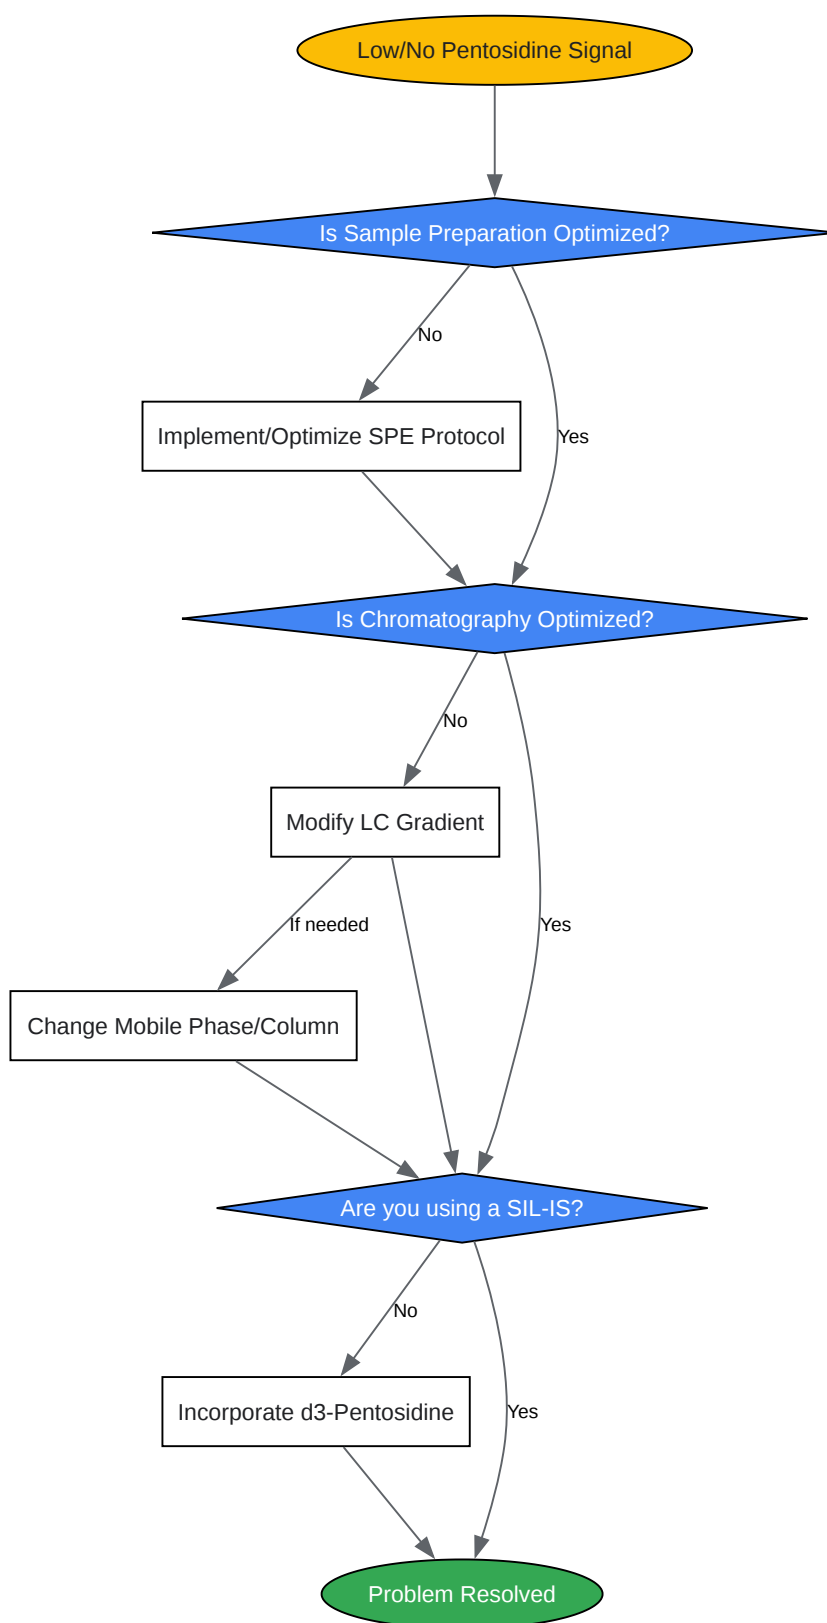 Low/No Pentosidine Signal
Is Sample Preparation Optimized?
No
Implement/Optimize SPE Protocol
Yes
Is Chromatography Optimized?
No
Modify LC Gradient
If needed
Yes
Change Mobile Phase/Column
Are you using a SIL-IS?
No
Incorporate d3-Pentosidine
Yes
Problem Resolved